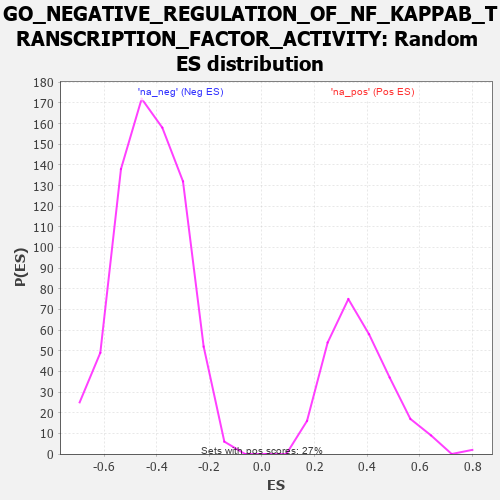 GO_NEGATIVE_REGULATION_OF_NF_KAPPAB_T
RANSCRIPTION_FACTOR_ACTIVITY: Random
ES distribution
'na_neg' (Neg ES)
'na_pos' (Pos ES)
180
170
160
150
140
130
120
110
100
90
80
70
60
50
40
30
20
10
0
P(ES)
Sets with pos scores: 27%
-0.6 -0.4 -0.2 0.0 0.2 0.4 0.6 0.8
ES